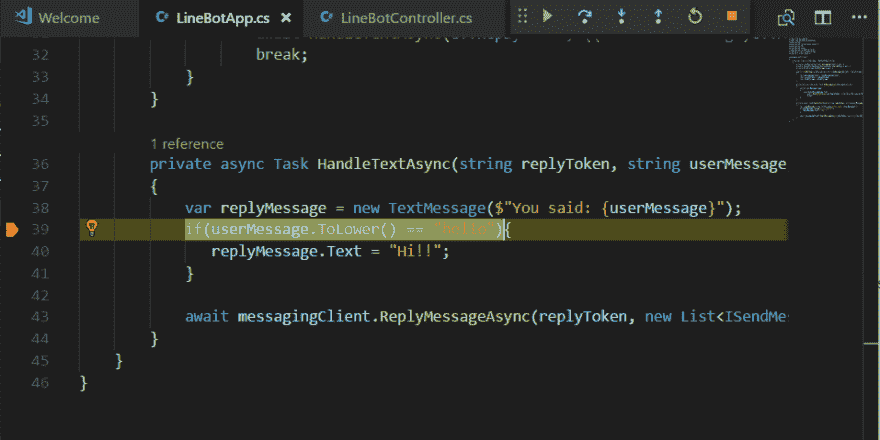 Welcome
LineBotApp.cs
LineBotController.cs
32 break;
33 }
34 }
35
1 reference
36 private async Task HandleTextAsync(string replyToken, string userMessage
37 {
38 var replyMessage = new TextMessage($"You said: {userMessage}");
39 if(userMessage.ToLower() == ){
40 replyMessage.Text = "Hi!!";
41 }
42
43 await messagingClient.ReplyMessageAsync(replyToken, new List<ISendMes
44 }
45 }
46 }